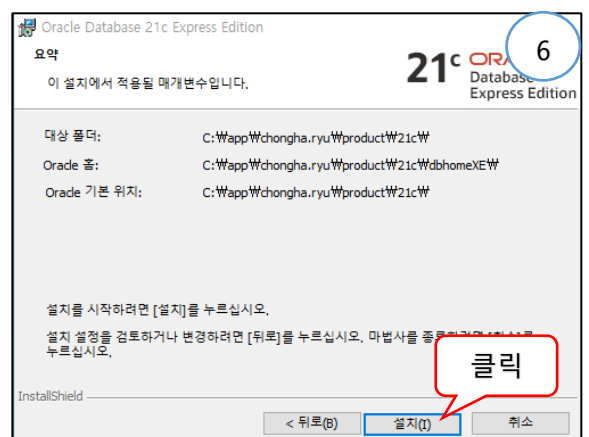 Oracle Database 21c Express Edition
6
요약
이 설치에서 적용될 매개변수입니다.
21c
Database
Express Edition
대상 폴더: C:₩app₩chongha.ryu₩product₩21c₩
Oracle 홈: C:₩app₩chongha.ryu₩product₩21c₩dbhomeXE₩
Oracle 기본 위치: C:₩app₩chongha.ryu₩product₩21c₩
설치를 시작하려면 [설치]를 누르십시오.
설치 설정을 검토하거나 변경하려면 [뒤로]를 누르십시오. 마법사를
누르십시오.
클릭
InstallShield
< 뒤로(B) 설치(I) 취소